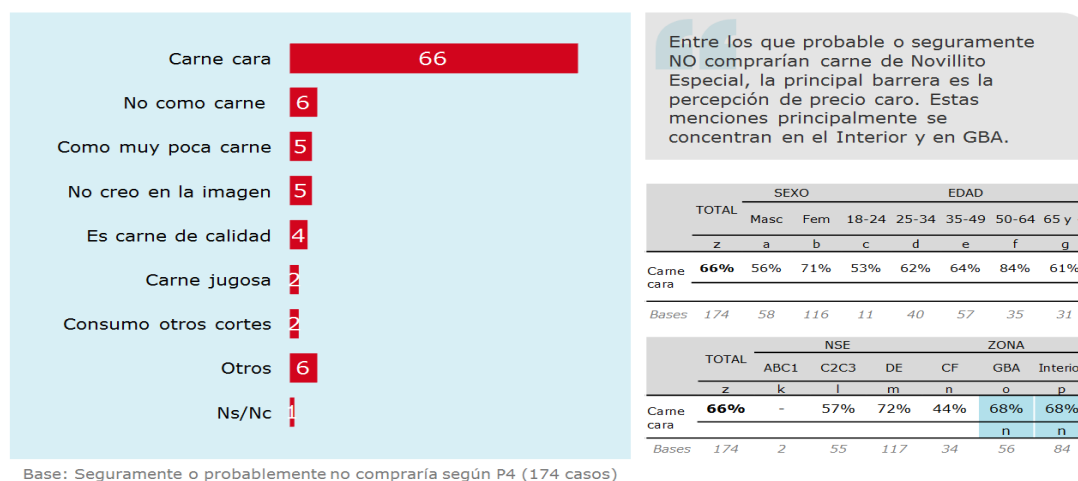 Carne cara 66
No como carne 6
Como muy poca carne 5
No creo en la imagen 5
Es carne de calidad 4
Carne jugosa 2
Consumo otros cortes 2
Otros 6
Ns/Nc 1
Base: Seguramente o probablemente no compraría según P4 (174 casos)
Entre los que probable o seguramente
NO comprarían carne de Novillito
Especial, la principal barrera es la
percepción de precio caro. Estas
menciones principalmente se
concentran en el Interior y en GBA.
SEXO EDAD
TOTAL Masc Fem 18-24 25-34 35-49 50-64 65 y
z a b c d e f g
Carne cara 66% 56% 71% 53% 62% 64% 84% 61%
Bases 174 58 116 11 40 57 35 31
NSE ZONA
TOTAL ABC1 C2C3 DE CF GBA Interio
z k l m n o p
Carne cara 66% - 57% 72% 44% 68% 68%
n n
Bases 174 2 55 117 34 56 84